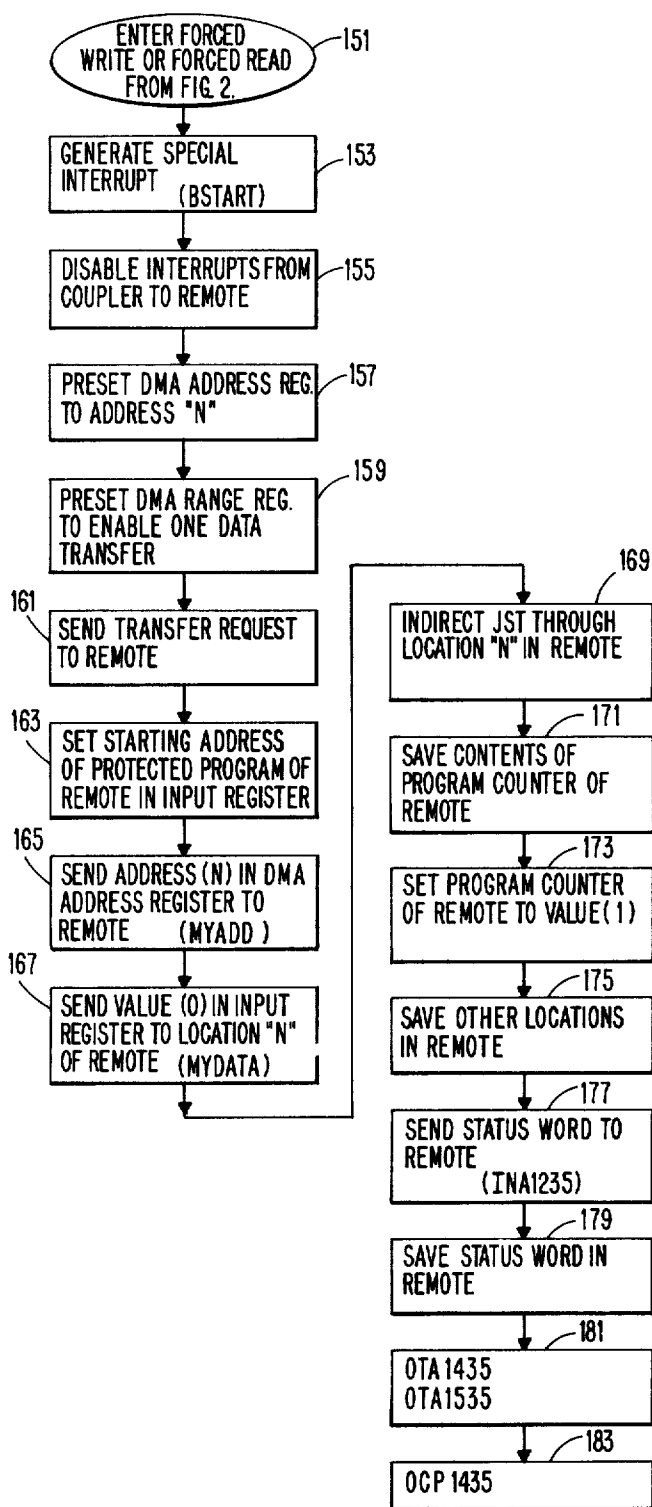 ENTER FORCED
WRITE OR FORCED READ
FROM FIG. 2.
151
GENERATE SPECIAL
INTERRUPT
(BSTART)
153
DISABLE INTERRUPTS FROM
COUPLER TO REMOTE
155
PRESET DMA ADDRESS REG.
TO ADDRESS "N"
157
PRESET DMA RANGE REG.
TO ENABLE ONE DATA
TRANSFER
159
161
SEND TRANSFER REQUEST
TO REMOTE
163
SET STARTING ADDRESS
OF PROTECTED PROGRAM OF
REMOTE IN INPUT REGISTER
165
SEND ADDRESS (N) IN DMA
ADDRESS REGISTER TO
REMOTE (MYADD)
167
SEND VALUE (0) IN INPUT
REGISTER TO LOCATION "N"
OF REMOTE (MYDATA)
169
INDIRECT JST THROUGH
LOCATION "N" IN REMOTE
171
SAVE CONTENTS OF
PROGRAM COUNTER OF
REMOTE
173
SET PROGRAM COUNTER
OF REMOTE TO VALUE(1)
175
SAVE OTHER LOCATIONS
IN REMOTE
177
SEND STATUS WORD TO
REMOTE
(INA1235)
179
SAVE STATUS WORD IN
REMOTE
181
OTA1435
OTA1535
183
OCP 1435